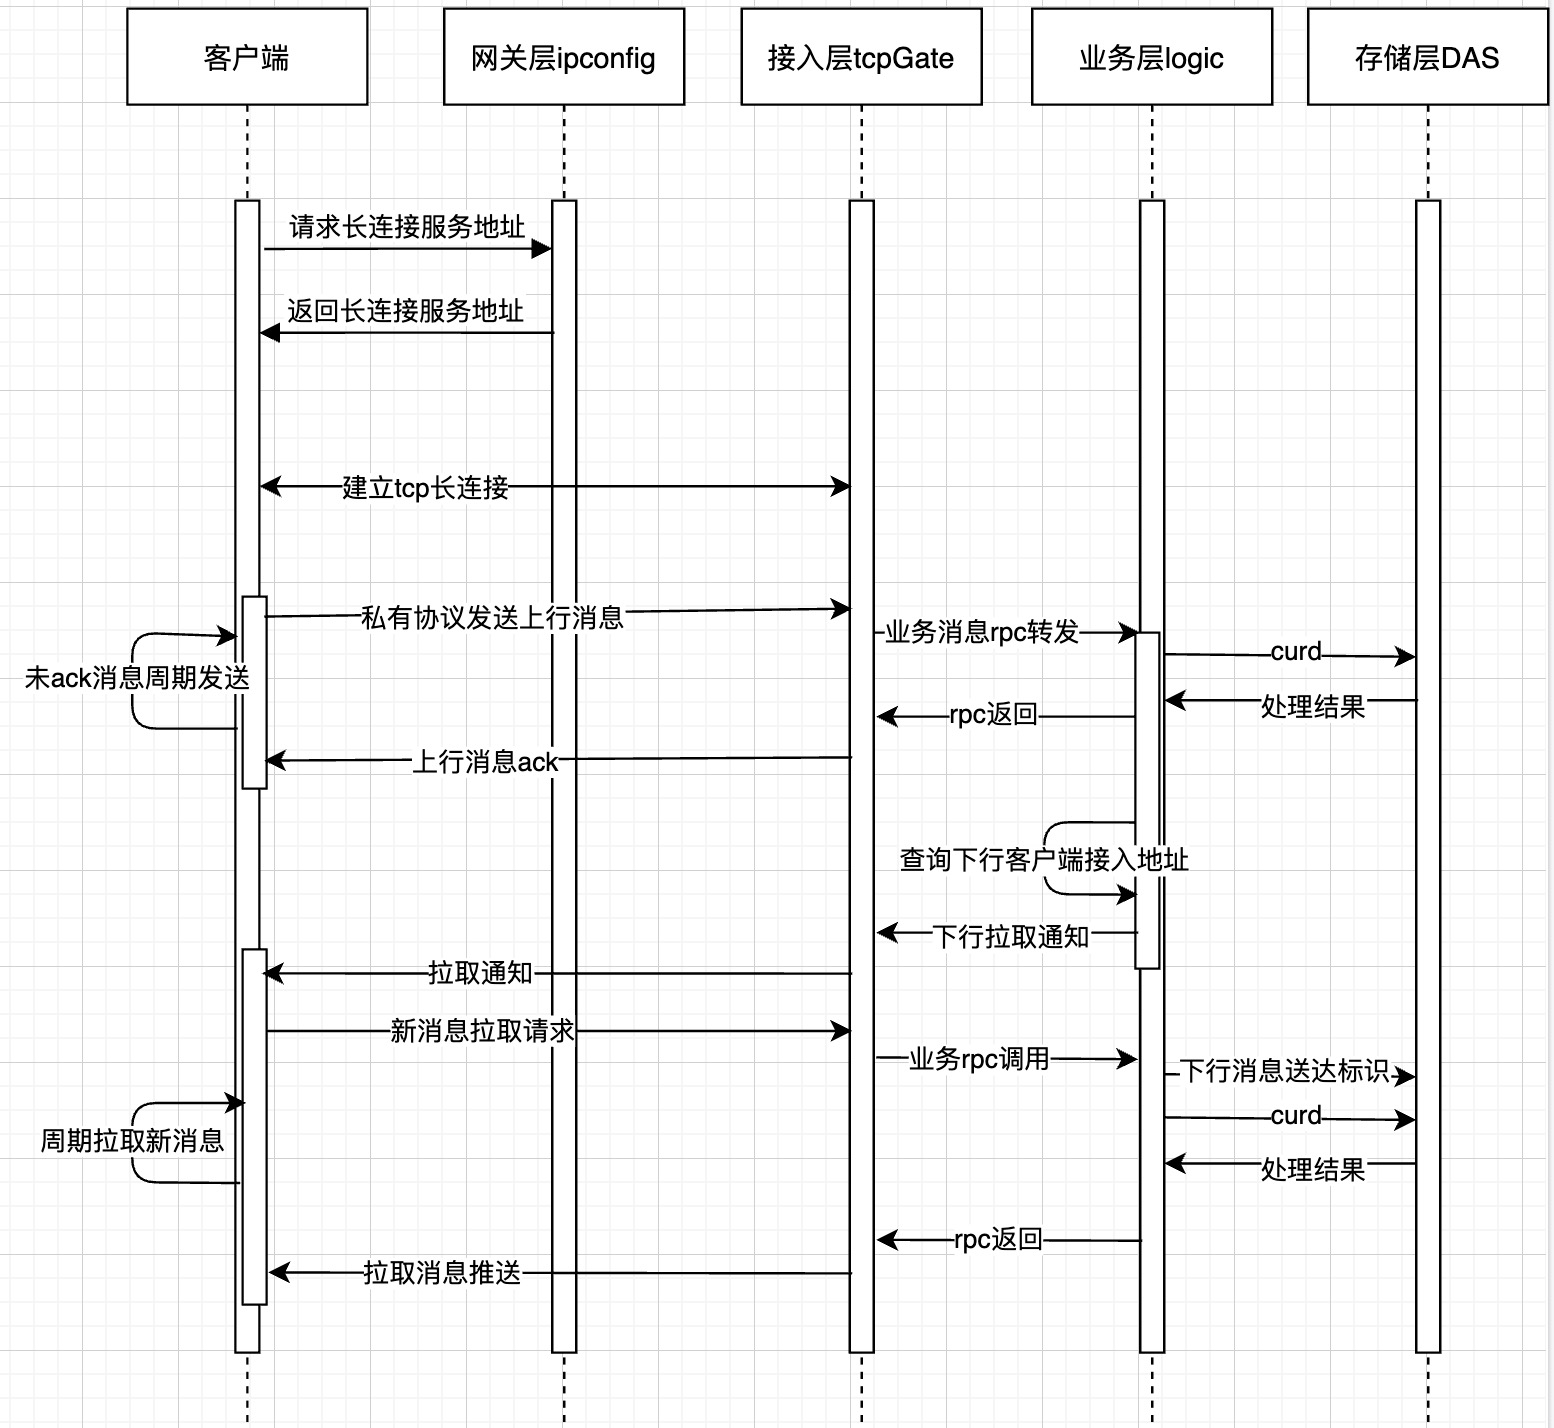 客户端
网关层ipconfig
接入层tcpGate
业务层logic
存储层DAS
请求长连接服务地址
返回长连接服务地址
建立tcp长连接
私有协议发送上行消息
业务消息rpc转发
curd
未ack消息周期发送
处理结果
rpc返回
上行消息ack
查询下行客户端接入地址
下行拉取通知
拉取通知
新消息拉取请求
业务rpc调用
下行消息送达标识
curd
周期拉取新消息
处理结果
rpc返回
拉取消息推送